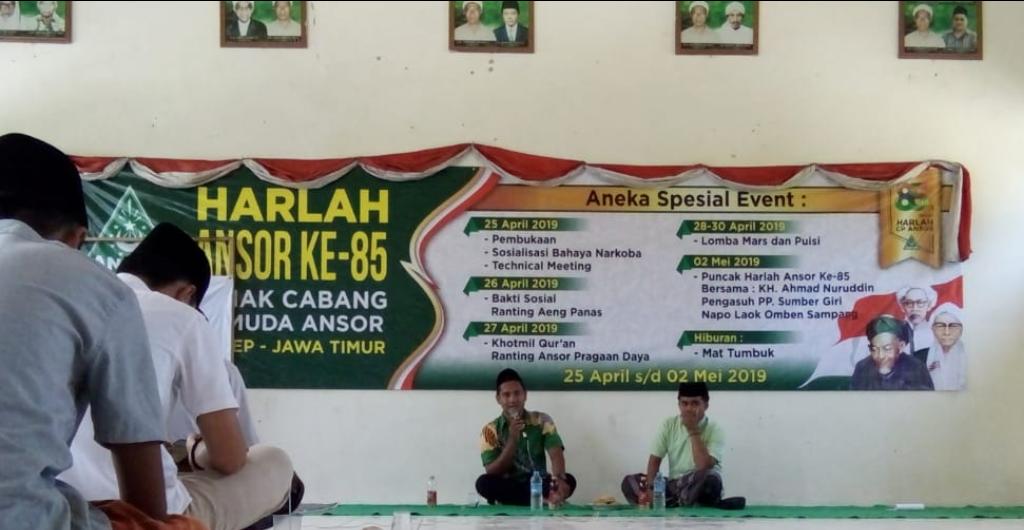 HARLAH
ANSOR KE-85
NAK CABANG
MUDA ANSOR
EP - JAWA TIMUR
Aneka Spesial Event :
25 April 2019
- Pembukaan
- Sosialisasi Bahaya Narkoba
- Technical Meeting
26 April 2019
- Bakti Sosial
Ranting Aeng Panas
27 April 2019
- Khotmil Qur'an
Ranting Ansor Pragaan Daya
28-30 April 2019
- Lomba Mars dan Puisi
02 Mei 2019
- Puncak Harlah Ansor Ke-85
Bersama : KH. Ahmad Nuruddin
Pengasuh PP. Sumber Giri
Napo Laok Omben Sampang
Hiburan :
- Mat Tumbuk
25 April s/d 02 Mei 2019
85
HARLAH
GP ANSOR